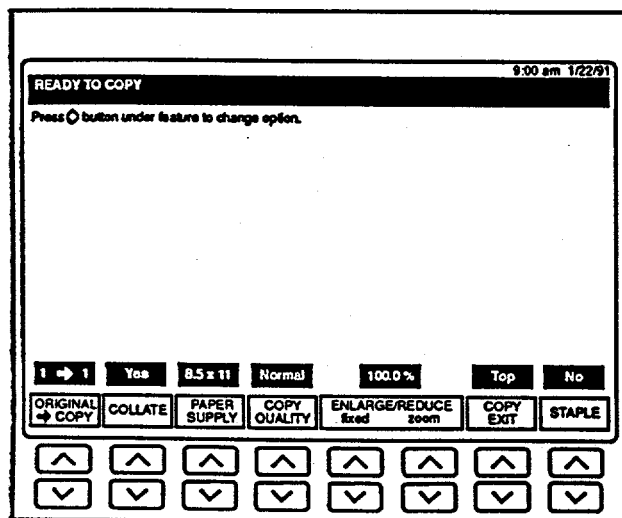 9:00 am 1/22/91
READY TO COPY
Press button under feature to change option.
1 ➔ 1 Yes 8.5 x 11 Normal 100.0 % Top No
ORIGINAL ➔ COPY COLLATE PAPER SUPPLY COPY QUALITY ENLARGE/REDUCE fixed zoom COPY EXIT STAPLE